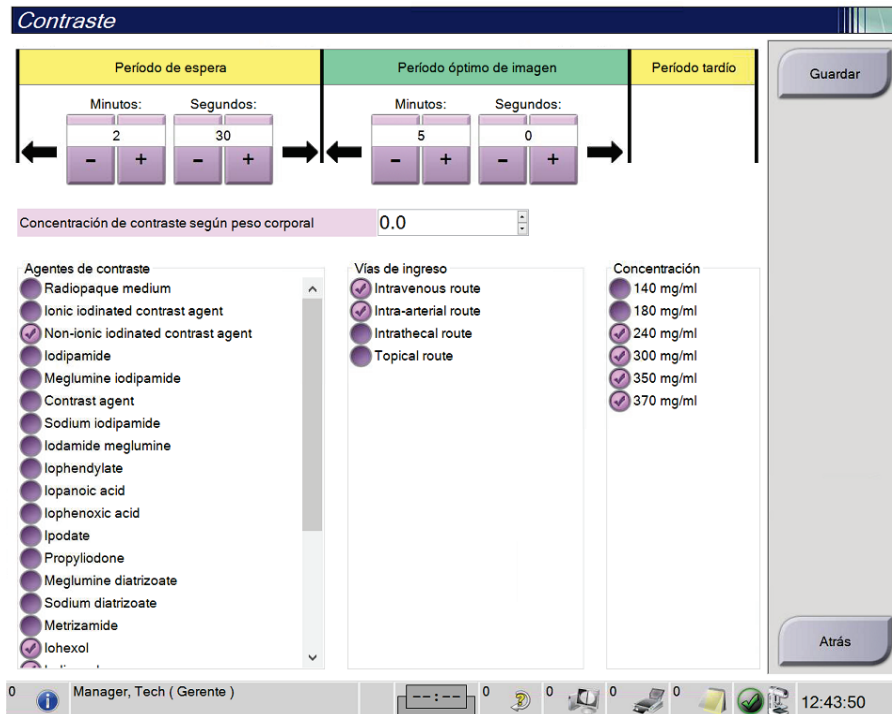 Contraste
Período de espera
Período óptimo de imagen
Período tardío
Guardar
Minutos:
Segundos:
Minutos:
Segundos:
2
30
5
0
- + - + - + - +
Concentración de contraste según peso corporal
0.0
Agentes de contraste
Radiopaque medium
Ionic iodinated contrast agent
Non-ionic iodinated contrast agent
Iodipamide
Meglumine iodipamide
Contrast agent
Sodium iodipamide
Iodamide meglumine
Iophendylate
Iopanoic acid
Iophenoxic acid
Ipodate
Propyliodone
Meglumine diatrizoate
Sodium diatrizoate
Metrizamide
Iohexol
Vías de ingreso
Intravenous route
Intra-arterial route
Intrathecal route
Topical route
Concentración
140 mg/ml
180 mg/ml
240 mg/ml
300 mg/ml
350 mg/ml
370 mg/ml
Atrás
0
Manager, Tech ( Gerente )
--:--
0
0
0
0
12:43:50